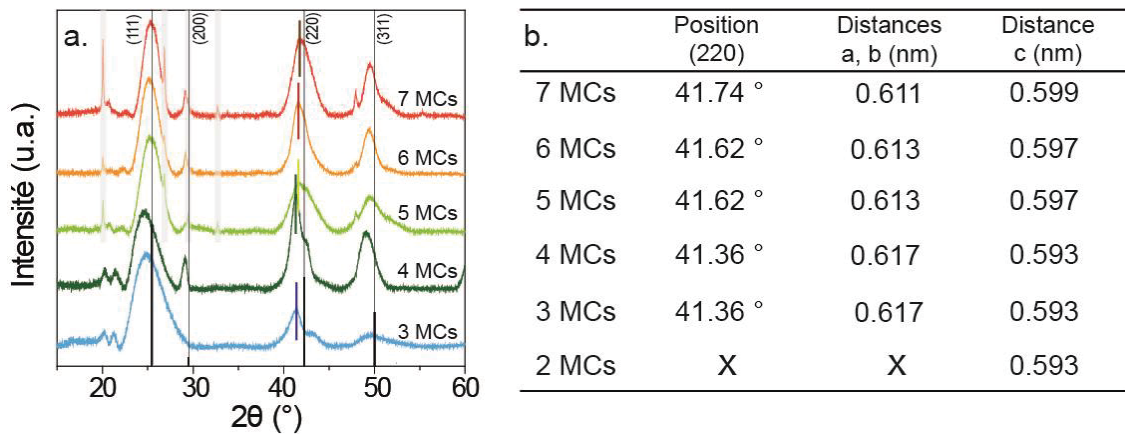 a.
(111)
(200)
(220)
(311)
7 MCs
6 MCs
5 MCs
4 MCs
3 MCs
Intensité (u.a.)
20 30 40 50 60
2θ (°)
b.
Position Distances Distance
(220) a, b (nm) c (nm)
7 MCs 41.74 ° 0.611 0.599
6 MCs 41.62 ° 0.613 0.597
5 MCs 41.62 ° 0.613 0.597
4 MCs 41.36 ° 0.617 0.593
3 MCs 41.36 ° 0.617 0.593
2 MCs X X 0.593